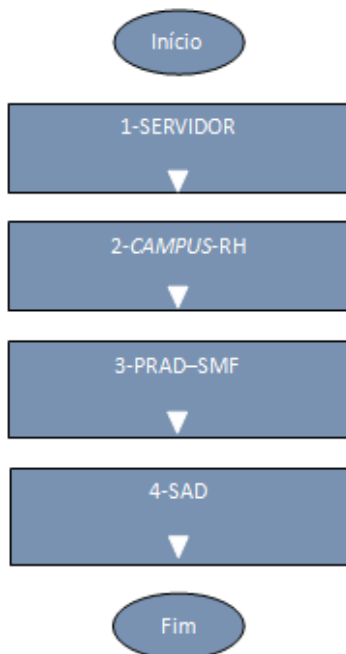 Início
1-SERVIDOR
2-CAMPUS-RH
3-PRAD–SMF
4-SAD
Fim